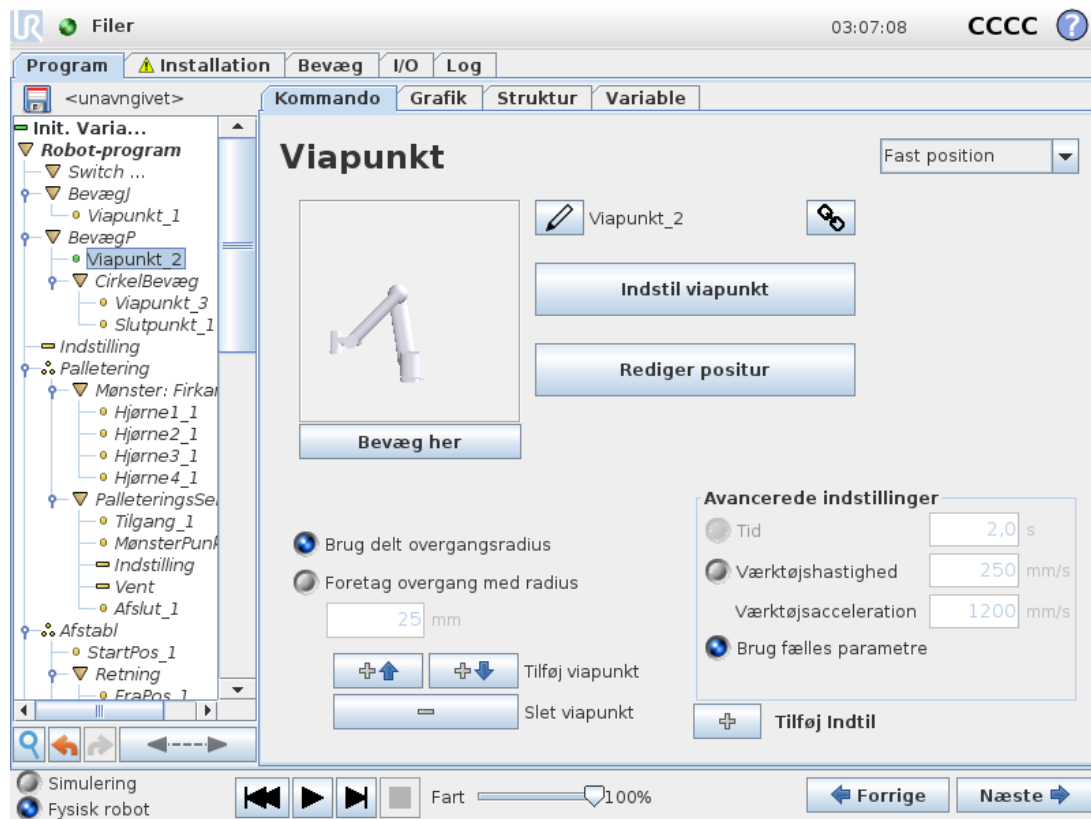 UR Filer 03:07:08 CCCC ?
Program Installation Bevæg I/O Log
<unavngivet> Kommando Grafik Struktur Variable
Init. Varia...
Robot-program
Switch ...
BevægJ
Viapunkt_1
BevægP
Viapunkt_2
CirkelBevæg
Viapunkt_3
Slutpunkt_1
Indstilling
Palletering
Mønster: Firkan
Hjørne1_1
Hjørne2_1
Hjørne3_1
Hjørne4_1
PalleteringsSe
Tilgang_1
MønsterPunk
Indstilling
Vent
Afslut_1
Afstabl
StartPos_1
Retning
FraPos_1
Viapunkt Fast position
Viapunkt_2
Indstil viapunkt
Rediger positur
Bevæg her
Brug delt overgangsradius
Foretag overgang med radius
25 mm
Tilføj viapunkt
Slet viapunkt
Avancerede indstillinger
Tid 2,0 s
Værktøjshastighed 250 mm/s
Værktøjsacceleration 1200 mm/s
Brug fælles parametre
Tilføj Indtil
Simulering
Fysisk robot
Fart 100%
Forrige Næste